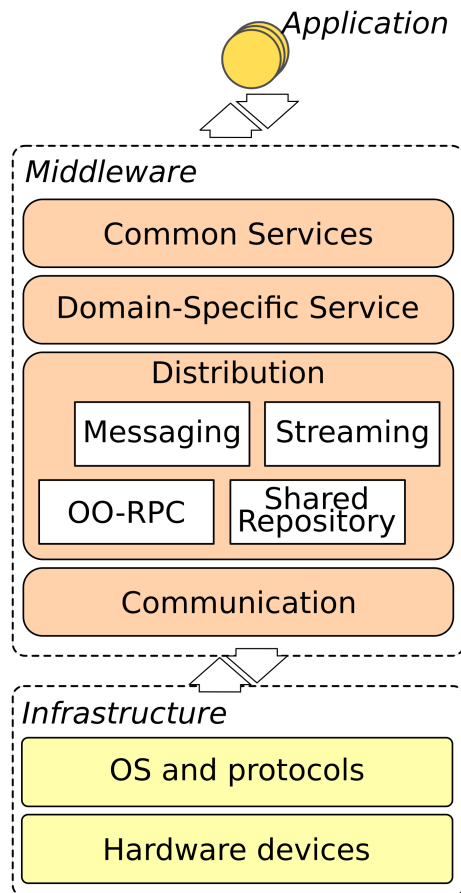 Application
Middleware
Common Services
Domain-Specific Service
Distribution
Messaging
Streaming
OO-RPC
Shared
Repository
Communication
Infrastructure
OS and protocols
Hardware devices